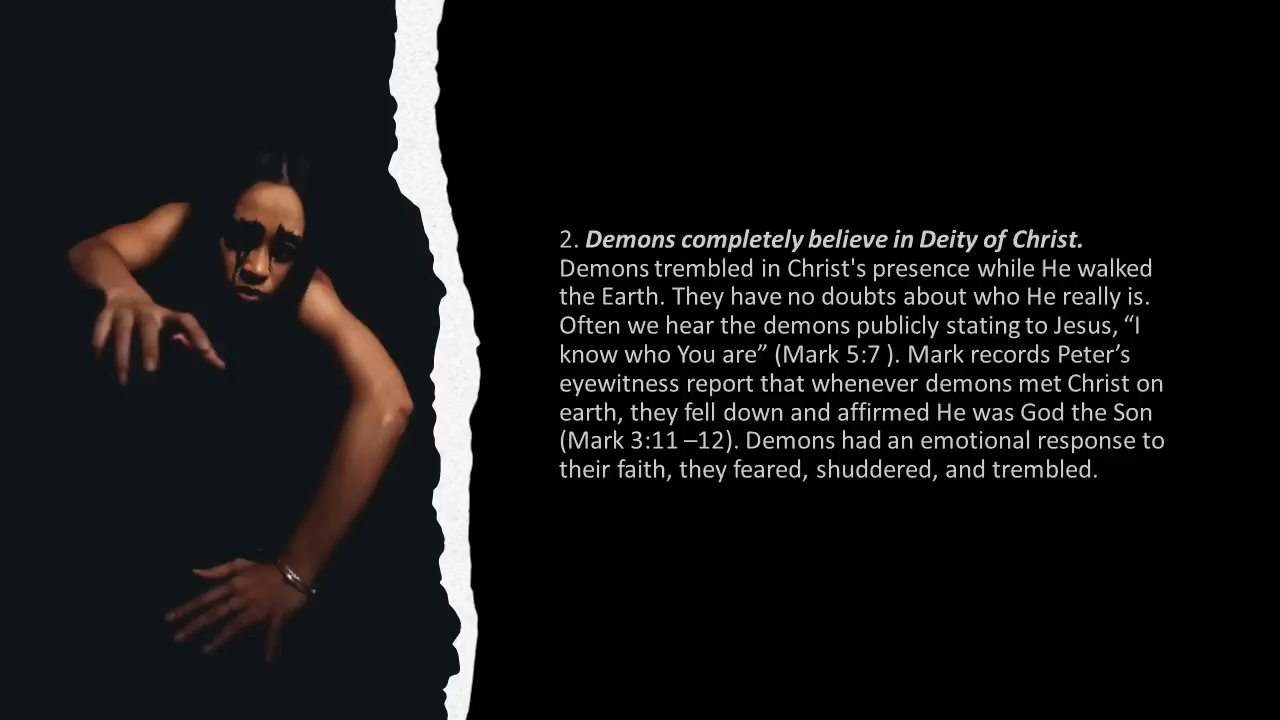 2. Demons completely believe in Deity of Christ.
Demons trembled in Christ's presence while He walked
the Earth. They have no doubts about who He really is.
Often we hear the demons publicly stating to Jesus, “I
know who You are” (Mark 5:7 ). Mark records Peter’s
eyewitness report that whenever demons met Christ on
earth, they fell down and affirmed He was God the Son
(Mark 3:11 –12). Demons had an emotional response to
their faith, they feared, shuddered, and trembled.